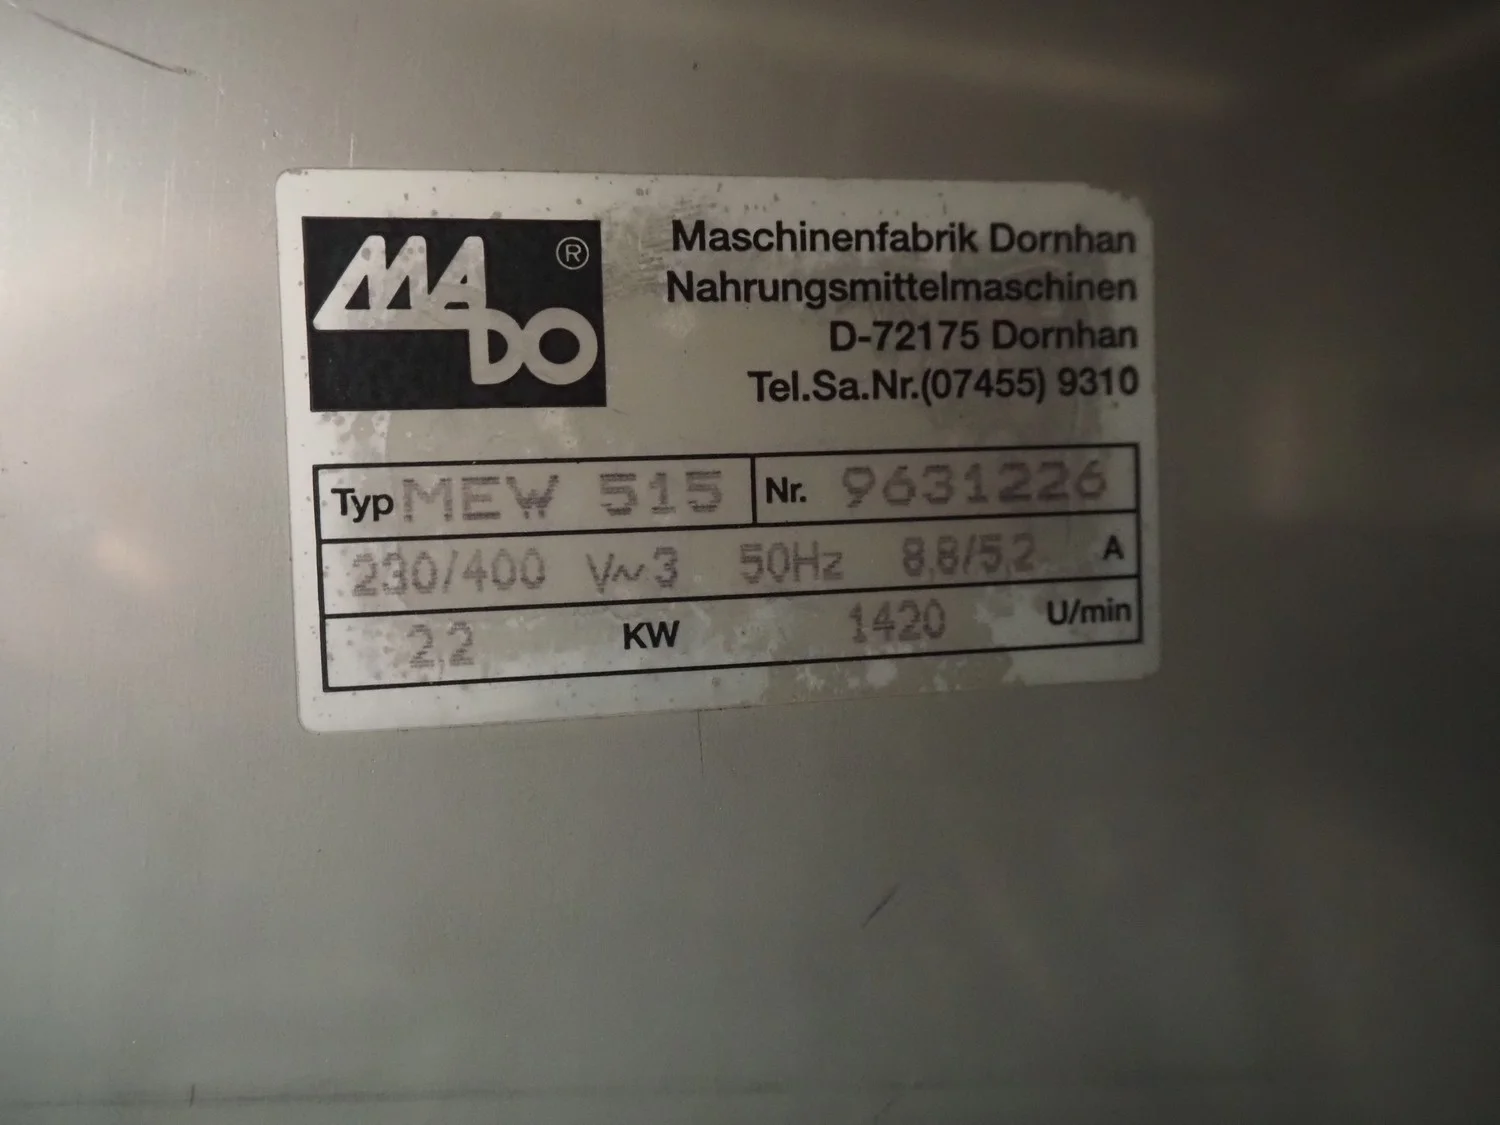 MADO ®
Maschinenfabrik Dornhan
Nahrungsmittelmaschinen
D-72175 Dornhan
Tel.Sa.Nr.(07455) 9310
Typ MEW 515 Nr. 9631226
230/400 V~3 50Hz 8,8/5,2 A
2,2 KW 1420 U/min